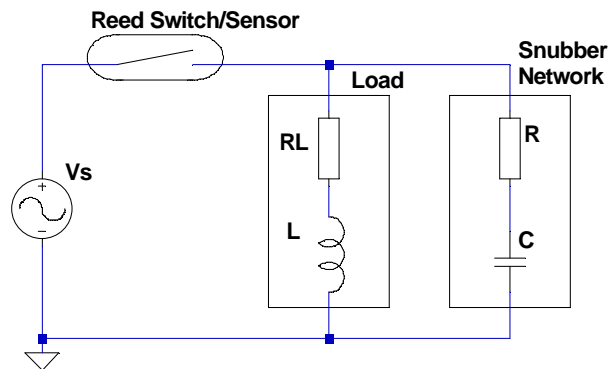 Reed Switch/Sensor
Snubber
Network
Load
RL
R
Vs
L
C